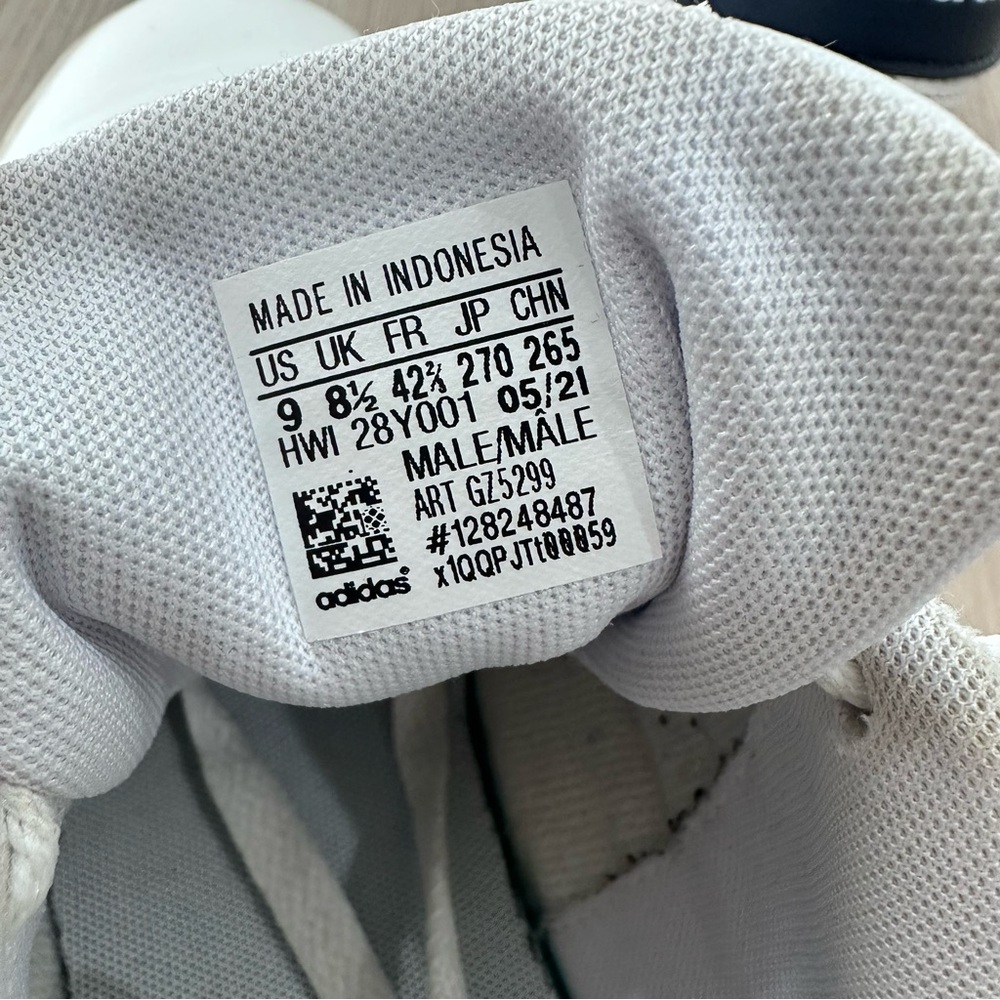 MADE IN INDONESIA
US UK FR JP CHN
9 8½ 42⅔ 270 265
HWI 28Y001 05/21
MALE/MÂLE
ART GZ5299
#128248487
adidas®